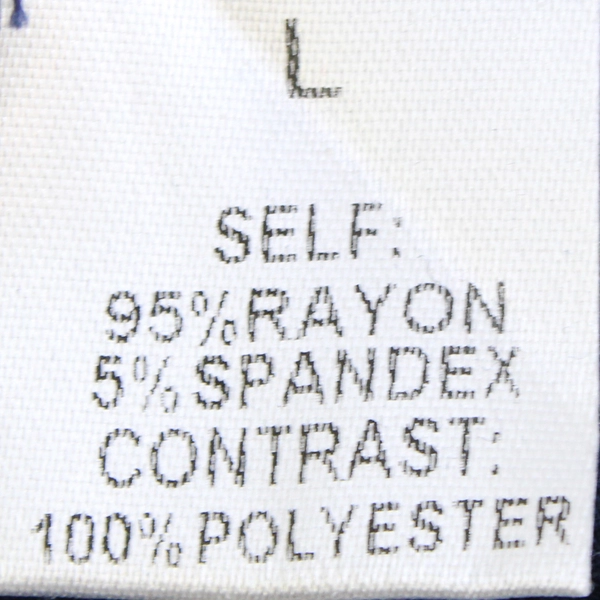 L
SELF:
95%RAYON
5%SPANDEX
CONTRAST:
100%POLYESTER